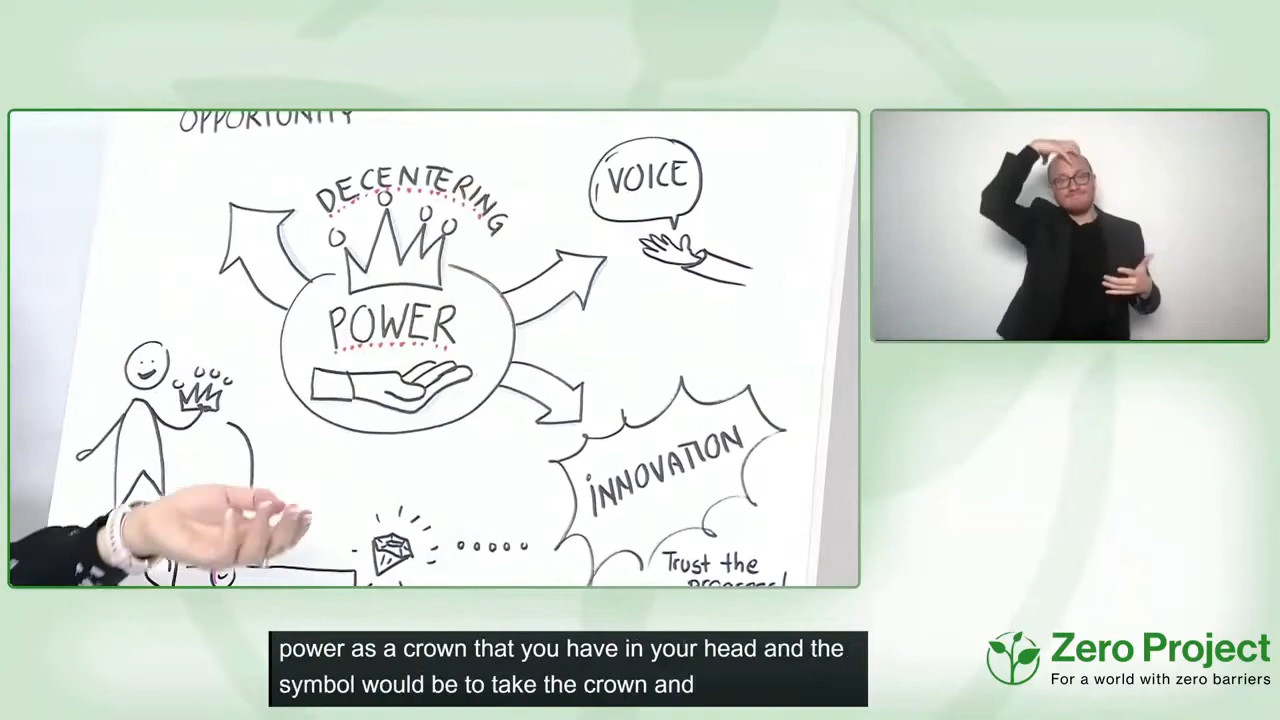 OPPORTUNITY
DECENTERING
POWER
VOICE
INNOVATION
Trust the
power as a crown that you have in your head and the
symbol would be to take the crown and
Zero Project
For a world with zero barriers